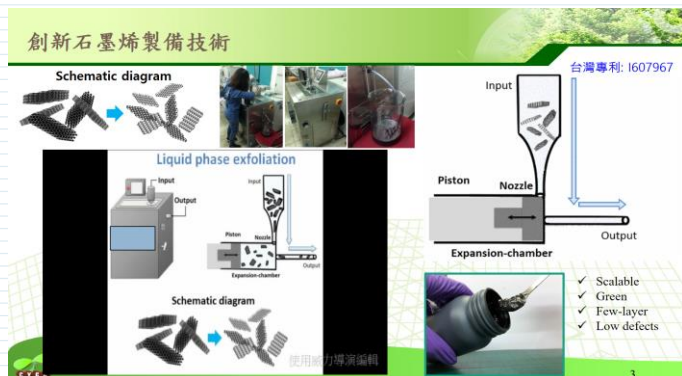 創新石墨烯製備技術
台灣專利: I607967
Schematic diagram
Liquid phase exfoliation
Input
Output
Input
Piston
Nozzle
Output
Expansion-chamber
Schematic diagram
使用威力導演編輯
Input
Piston
Nozzle
Output
Expansion-chamber
✓ Scalable
✓ Green
✓ Few-layer
✓ Low defects
3